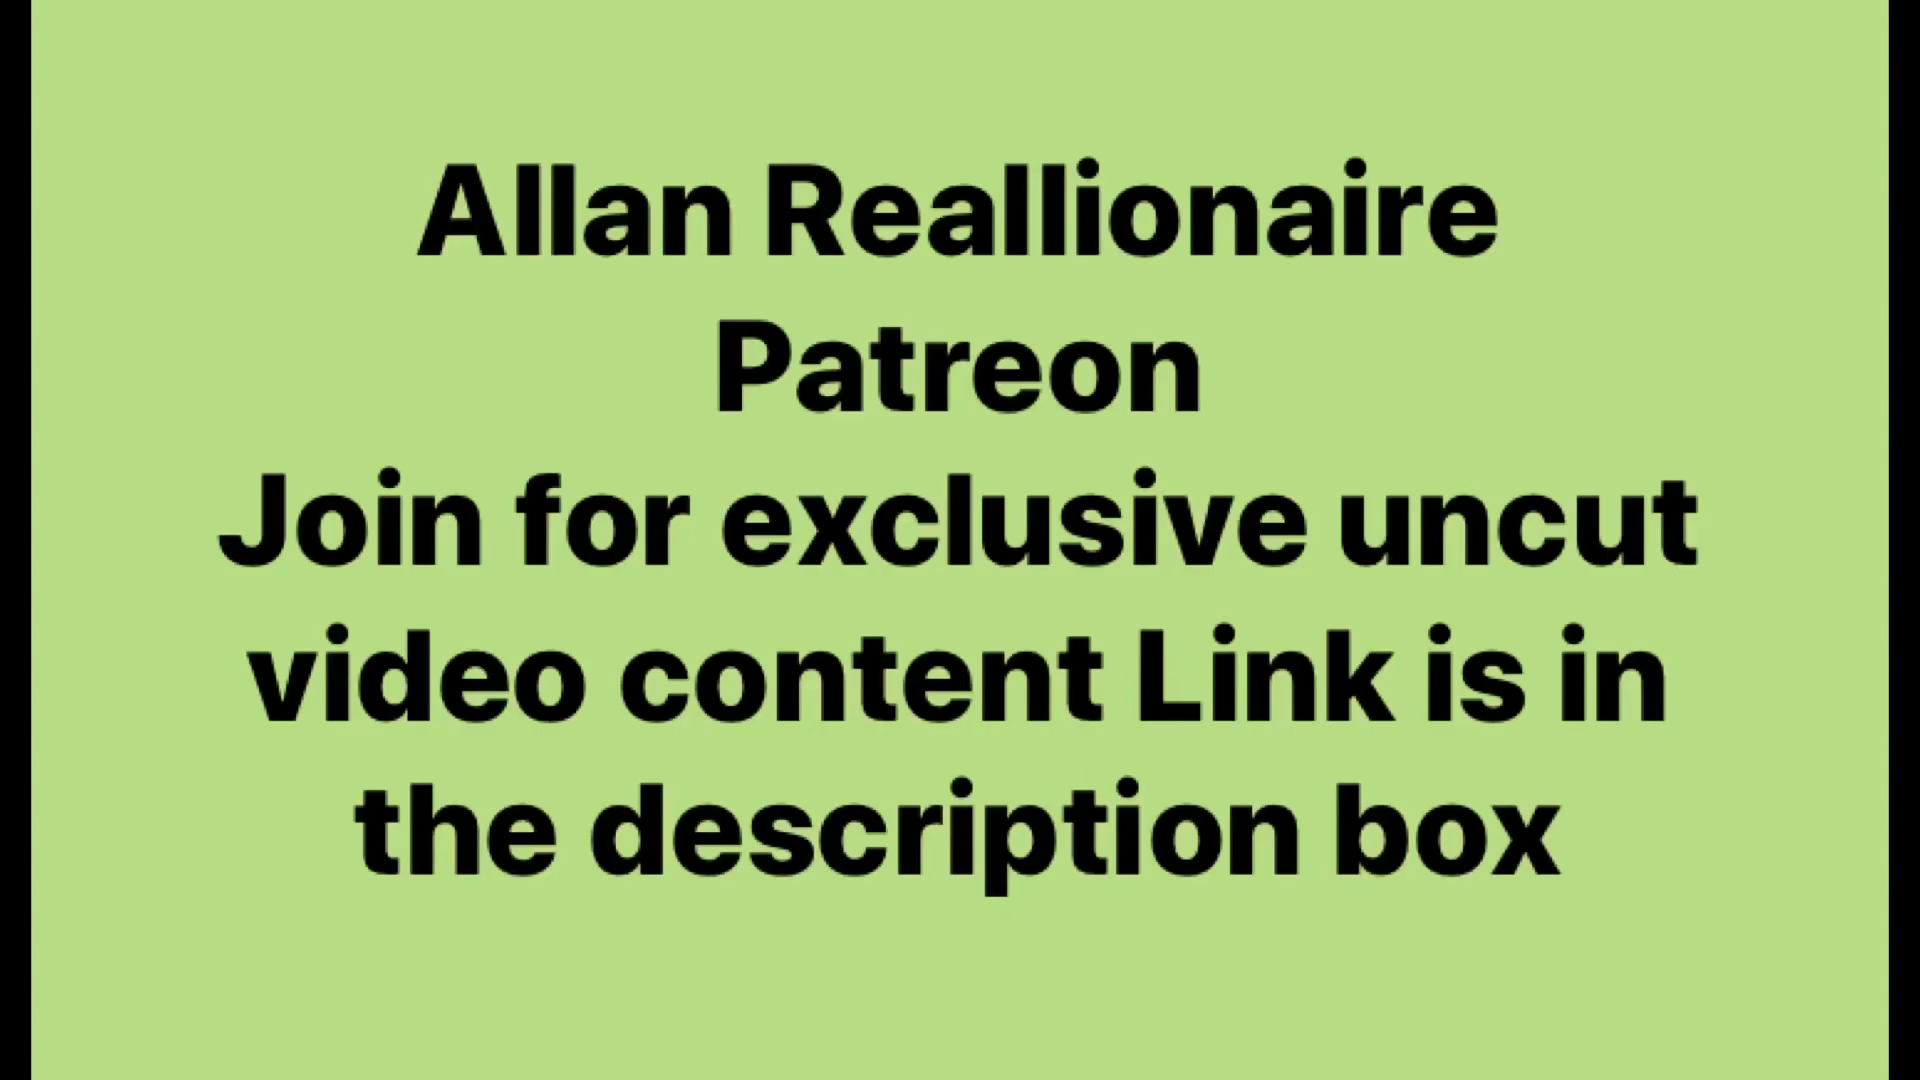 Allan Reallionaire
Patreon
Join for exclusive uncut
video content Link is in
the description box